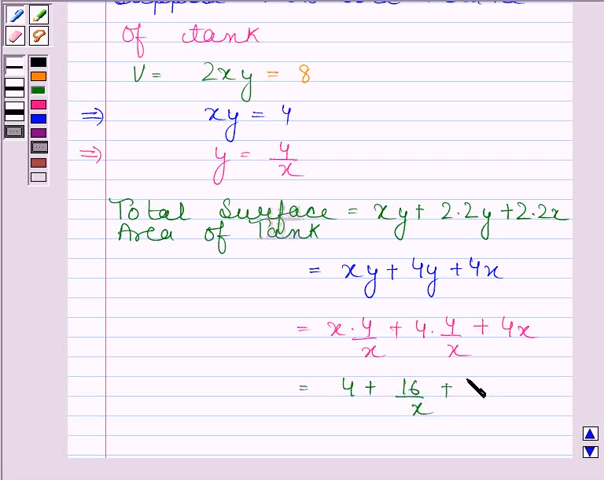 of tank
V = 2xy = 8
⇒ xy = 4
⇒ y = 4/x
Total Surface = xy + 2.2y + 2.2x
Area of Tank
= xy + 4y + 4x
= x · 4/x + 4 · 4/x + 4x
= 4 + 16/x +